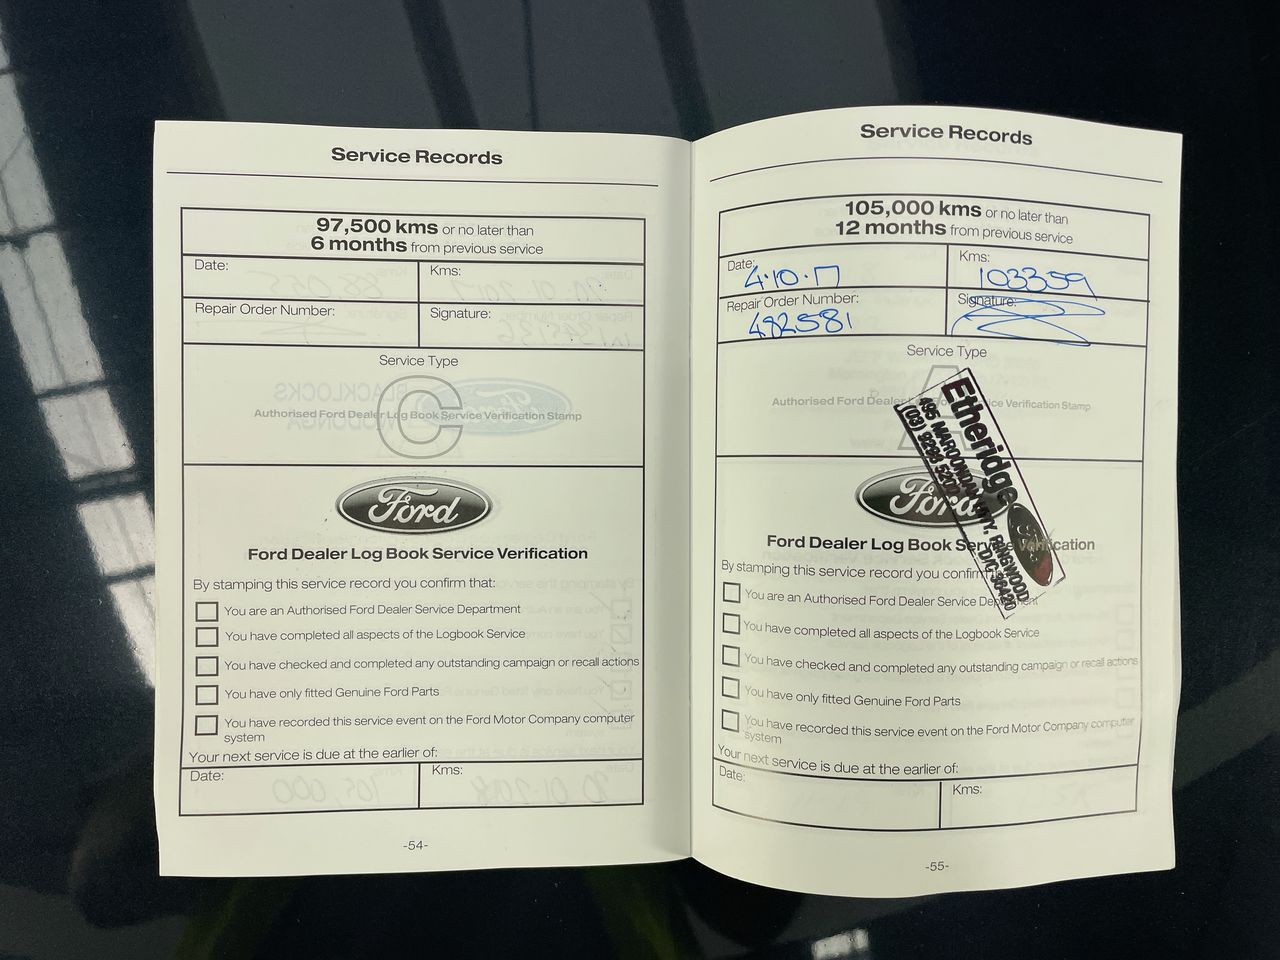 Service Records
97,500 kms or no later than
6 months from previous service
Date:
Kms:
Repair Order Number:
Signature:
Service Type
C
Authorised Ford Dealer Log Book Service Verification Stamp
Ford
Ford Dealer Log Book Service Verification
By stamping this service record you confirm that:
You are an Authorised Ford Dealer Service Department
You have completed all aspects of the Logbook Service
You have checked and completed any outstanding campaign or recall actions
You have only fitted Genuine Ford Parts
You have recorded this service event on the Ford Motor Company computer
system
Your next service is due at the earlier of:
Date:
Kms:
-54-
Service Records
105,000 kms or no later than
12 months from previous service
Date: 4·10·17
Kms: 103359
Repair Order Number: 482581
Signature:
Service Type
A
Authorised Ford Dealer Service Verification Stamp
Etheridge
495 MAROONDAH HWY, RINGWOOD
(03) 9298 5200
Ford
Ford Dealer Log Book Service Verification
By stamping this service record you confirm
You are an Authorised Ford Dealer Service Department
You have completed all aspects of the Logbook Service
You have checked and completed any outstanding campaign or recall actions
You have only fitted Genuine Ford Parts
You have recorded this service event on the Ford Motor Company computer
system
Your next service is due at the earlier of:
Date:
Kms:
-55-